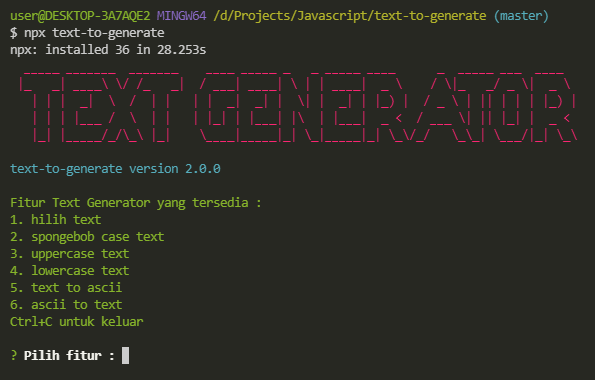 user@DESKTOP-3A7AQE2 MINGW64 /d/Projects/Javascript/text-to-generate (master)
$ npx text-to-generate
npx: installed 36 in 28.253s
TEXT GENERATOR
text-to-generate version 2.0.0
Fitur Text Generator yang tersedia :
1. hilih text
2. spongebob case text
3. uppercase text
4. lowercase text
5. text to ascii
6. ascii to text
Ctrl+C untuk keluar
? Pilih fitur :